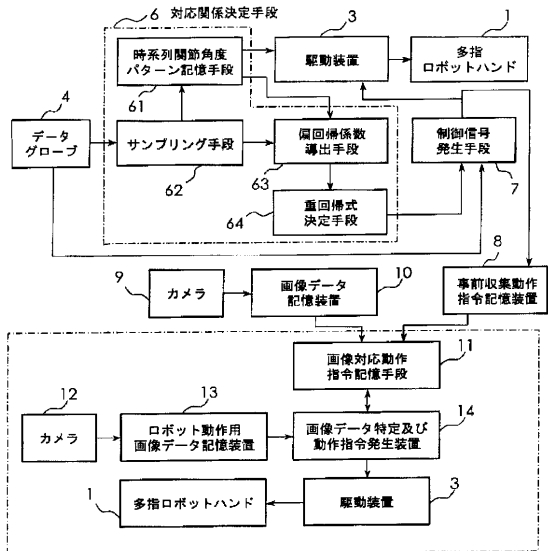 6
対応関係決定手段
3
1
時系列関節角度
パターン記憶手段
駆動装置
多指
ロボットハンド
61
4
データ
グローブ
サンプリング手段
偏回帰係数
導出手段
制御信号
発生手段
62
63
7
64
重回帰式
決定手段
8
9
カメラ
画像データ
記憶装置
10
事前収集動作
指令記憶装置
画像対応動作
指令記憶手段
11
12
13
14
カメラ
ロボット動作用
画像データ記憶装置
画像データ特定及び
動作指令発生装置
1
多指ロボットハンド
駆動装置
3